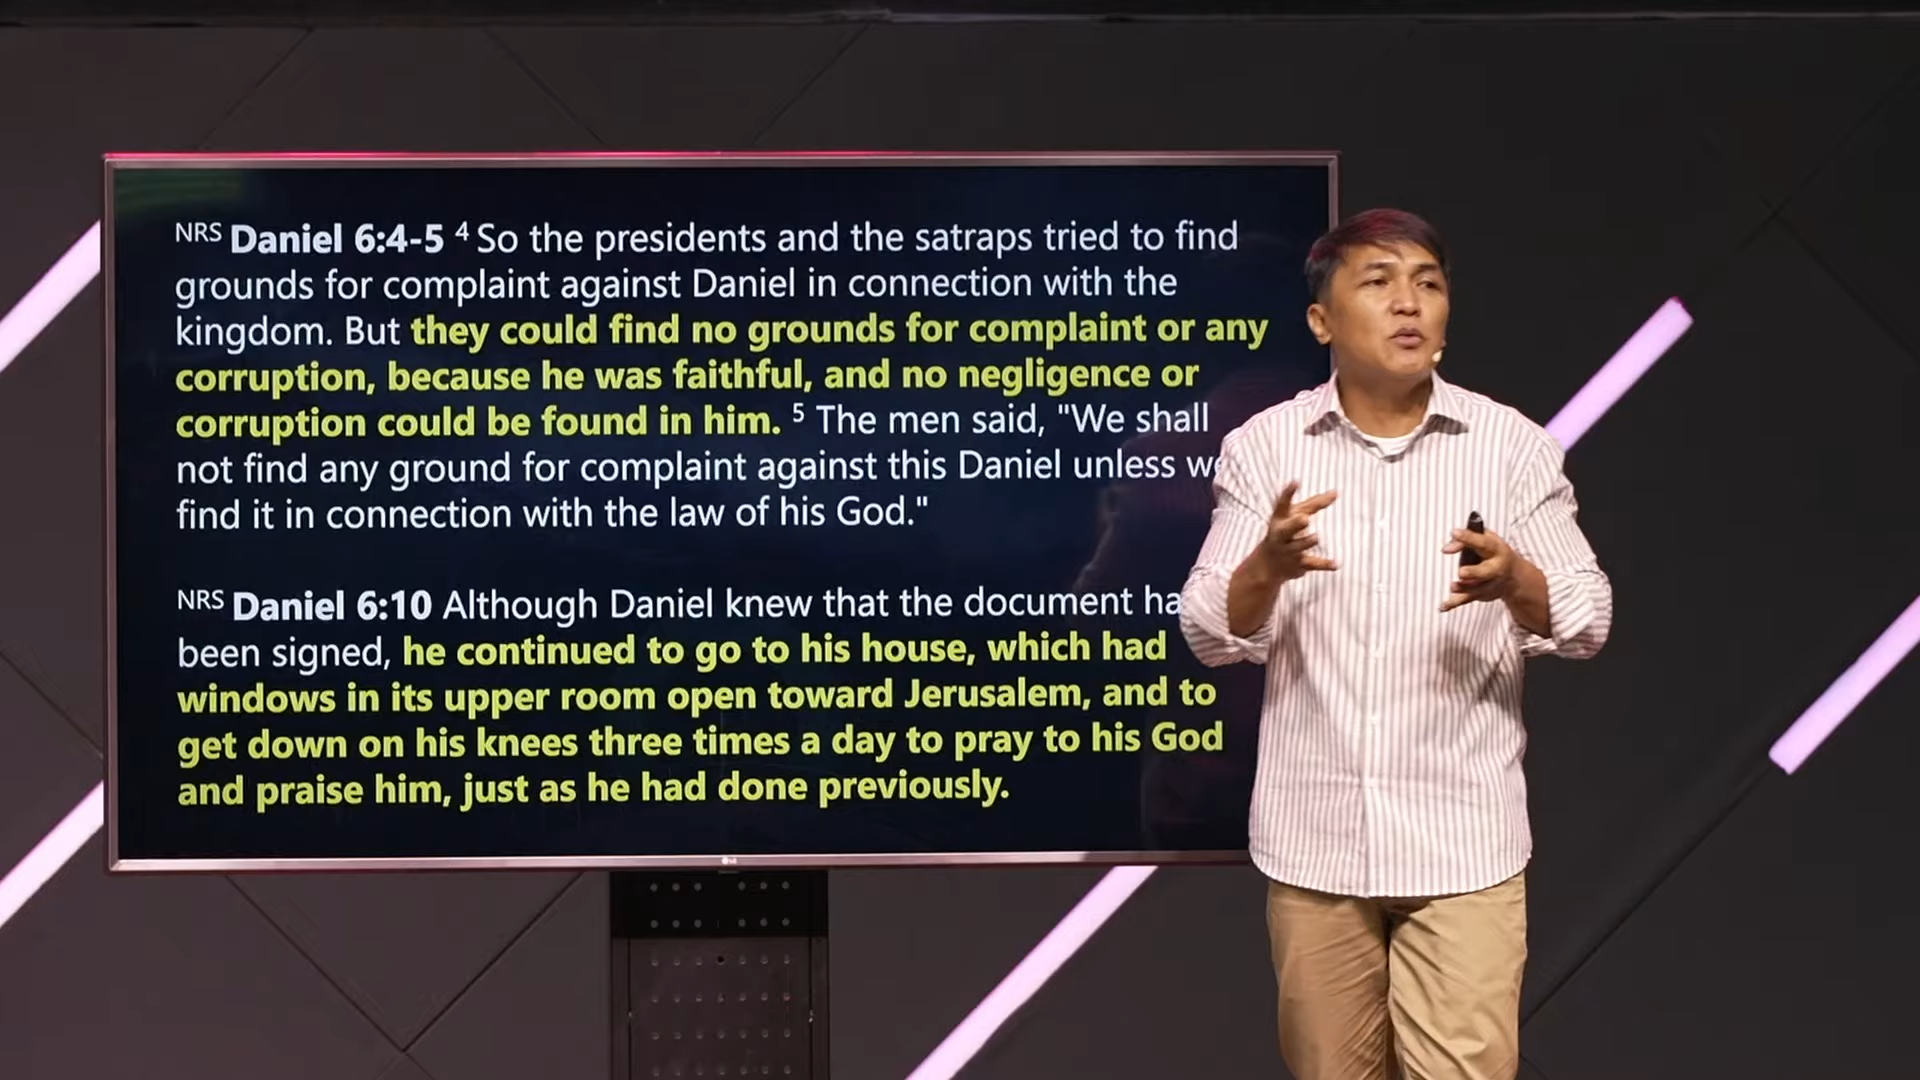 NRS Daniel 6:4-5 4 So the presidents and the satraps tried to find
grounds for complaint against Daniel in connection with the
kingdom. But they could find no grounds for complaint or any
corruption, because he was faithful, and no negligence or
corruption could be found in him. 5 The men said, "We shall
not find any ground for complaint against this Daniel unless we
find it in connection with the law of his God."
NRS Daniel 6:10 Although Daniel knew that the document ha
been signed, he continued to go to his house, which had
windows in its upper room open toward Jerusalem, and to
get down on his knees three times a day to pray to his God
and praise him, just as he had done previously.
LG